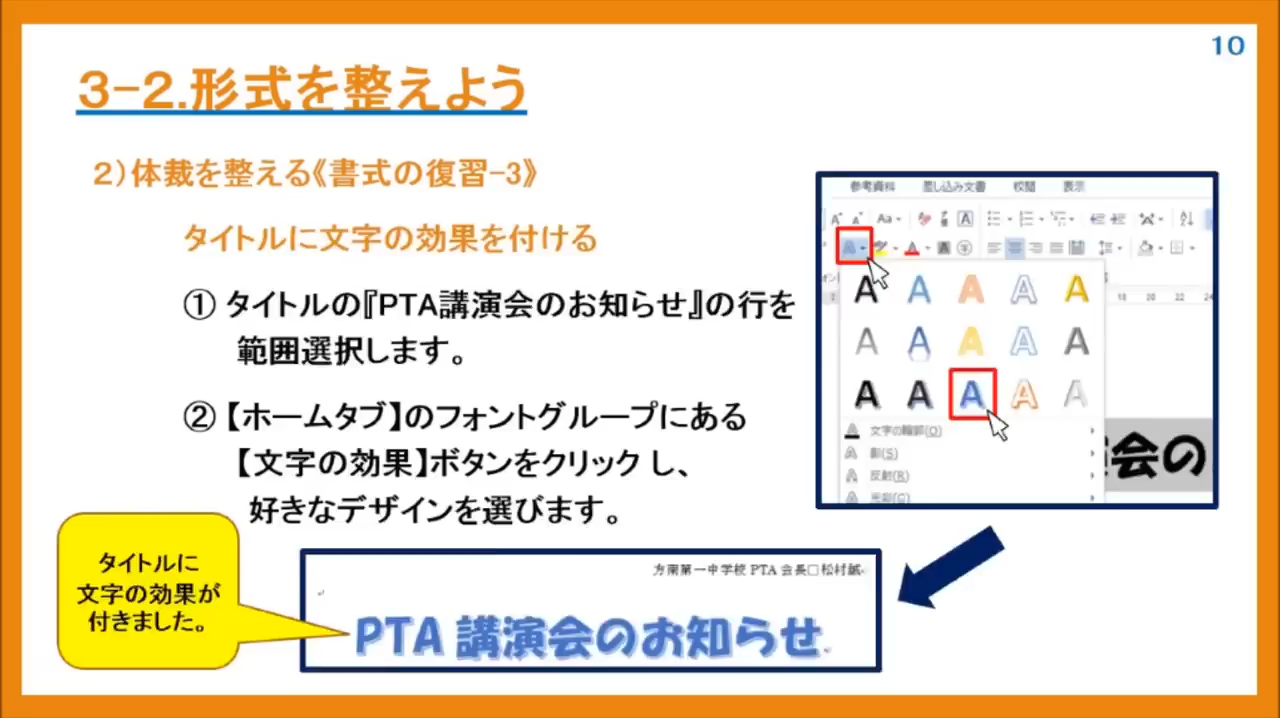 10
3-2.形式を整えよう
2）体裁を整える《書式の復習-3》
タイトルに文字の効果を付ける
① タイトルの『PTA講演会のお知らせ』の行を
範囲選択します。
② 【ホームタブ】のフォントグループにある
【文字の効果】ボタンをクリックし、
好きなデザインを選びます。
参考資料 差し込み文書 校閲 表示
Aa
18 20 22 24
文字の輪郭(O)
影(S)
反射(R)
光彩(G)
会の
タイトルに
文字の効果が
付きました。
方南第一中学校 PTA 会長□松村誠
PTA 講演会のお知らせ